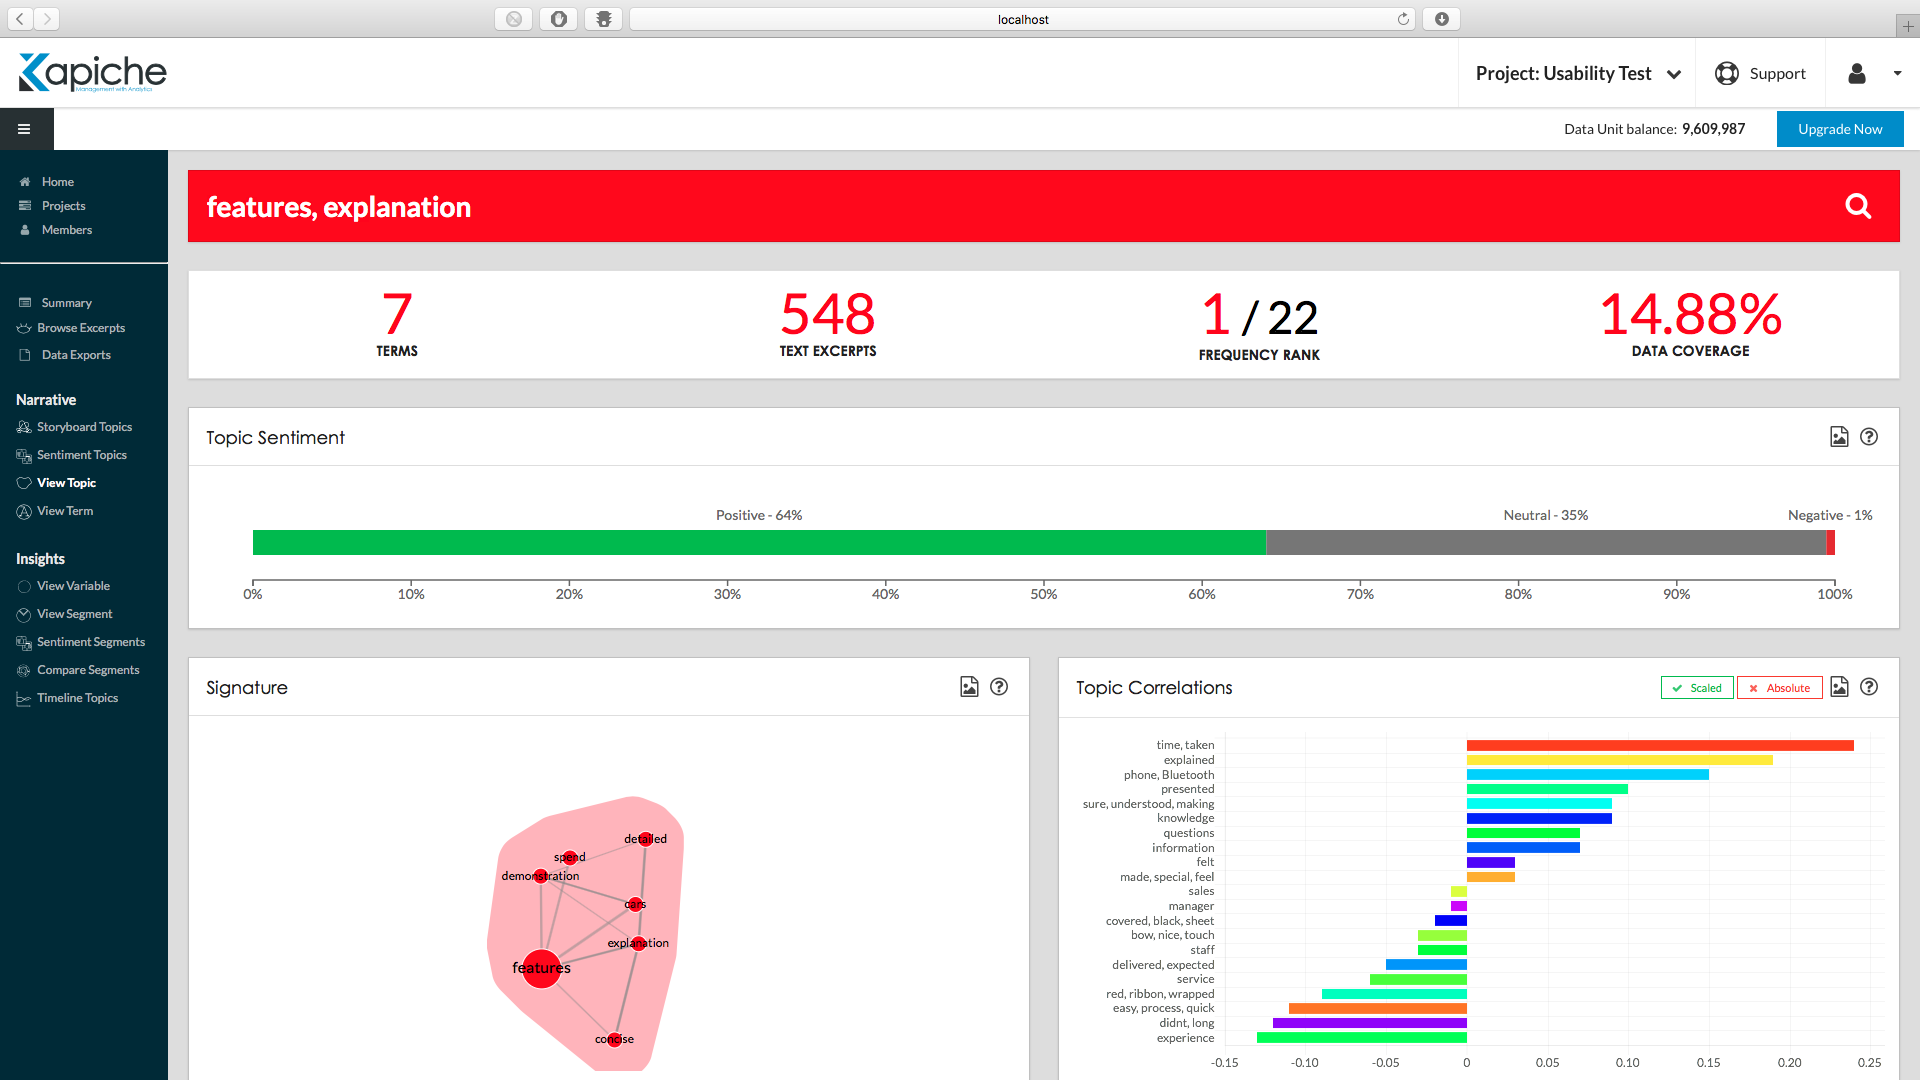 localhost
Kapiche
Management with Analytics
Project: Usability Test
Support
Data Unit balance: 9,609,987
Upgrade Now
Home
Projects
Members
Summary
Browse Excerpts
Data Exports
Narrative
Storyboard Topics
Sentiment Topics
View Topic
View Term
Insights
View Variable
View Segment
Sentiment Segments
Compare Segments
Timeline Topics
features, explanation
7
TERMS
548
TEXT EXCERPTS
1 / 22
FREQUENCY RANK
14.88%
DATA COVERAGE
Topic Sentiment
Positive - 64%
Neutral - 35%
Negative - 1%
0% 10% 20% 30% 40% 50% 60% 70% 80% 90% 100%
Signature
detailed
spend
demonstration
cars
explanation
features
concise
Topic Correlations
Scaled
Absolute
time, taken
explained
phone, Bluetooth
presented
sure, understood, making
knowledge
questions
information
felt
made, special, feel
sales
manager
covered, black, sheet
bow, nice, touch
staff
delivered, expected
service
red, ribbon, wrapped
easy, process, quick
didnt, long
experience
-0.15 -0.10 -0.05 0 0.05 0.10 0.15 0.20 0.25